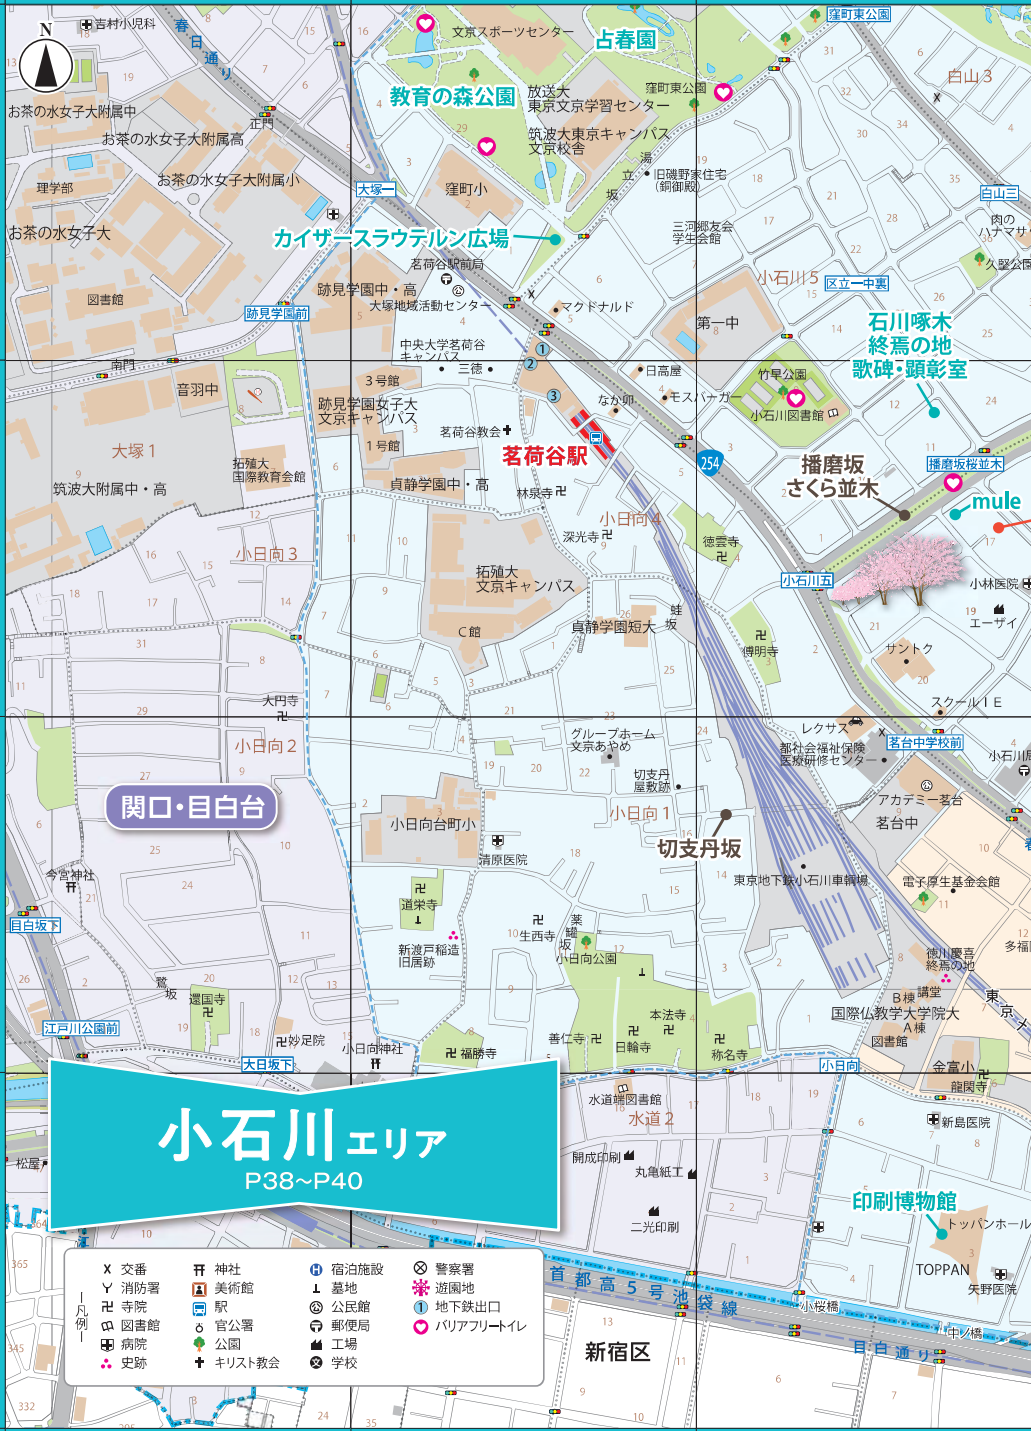 窪町東公園
吉村小児科
春日通り
文京スポーツセンター
占春園
白山3
教育の森公園
放送大
東京文京学習センター
窪町東公園
お茶の水女子大附属中
正門
お茶の水女子大附属高
筑波大東京キャンパス
文京校舎
湯立坂
旧磯野家住宅
(銅御殿)
お茶の水女子大附属小
理学部
大塚一
窪町小
白山三
肉の
ハナマサ
お茶の水女子大
カイザースラウテルン広場
三河郷友会
学生会館
久堅公園
茗荷谷駅前局
小石川5
区立一中裏
図書館
跡見学園中・高
大塚地域活動センター
マクドナルド
跡見学園前
第一中
石川啄木
終焉の地
歌碑・顕彰室
中央大学茗荷谷
キャンパス
三徳
南門
日高屋
竹早公園
3号館
音羽中
なか卯
モスバーガー
小石川図書館
跡見学園女子大
文京キャンパス
茗荷谷教会
1号館
茗荷谷駅
254
大塚1
拓殖大
国際教育会館
播磨坂
さくら並木
播磨坂桜並木
筑波大附属中・高
貞静学園中・高
林泉寺
mule
小日向4
深光寺
徳雲寺
小日向3
拓殖大
文京キャンパス
小石川五
小林医院
エーザイ
C館
貞静学園短大
蛙坂
傳明寺
サントク
大円寺
スクールIE
小日向2
グループホーム
文京あやめ
レクサス
都社会福祉保険
医療研修センター
茗台中学校前
小石川局
切支丹
屋敷跡
関口・目白台
小日向1
アカデミー茗台
茗台中
小日向台町小
切支丹坂
清原医院
今宮神社
東京地下鉄小石川車輌場
電子厚生基金会館
道栄寺
目白坂下
新渡戸稲造
旧居跡
生西寺
薬罐坂
小日向公園
徳川慶喜
終焉の地
多福
鷺坂
還国寺
B棟
講堂
国際仏教学大学院大
A棟
図書館
東京大
江戸川公園前
妙足院
小日向神社
福勝寺
善仁寺
本法寺
日輪寺
称名寺
大日坂下
小日向
金富小
龍閑寺
水道端図書館
水道2
新島医院
小石川エリア
P38〜P40
開成印刷
丸亀紙工
松屋
二光印刷
印刷博物館
トッパンホール
TOPPAN
矢野医院
首都高5号池袋線
小桜橋
中ノ橋
目白通り
新宿区
凡例
交番
消防署
寺院
図書館
病院
史跡
神社
美術館
駅
官公署
公園
キリスト教会
宿泊施設
墓地
公民館
郵便局
工場
学校
警察署
遊園地
地下鉄出口
バリアフリートイレ